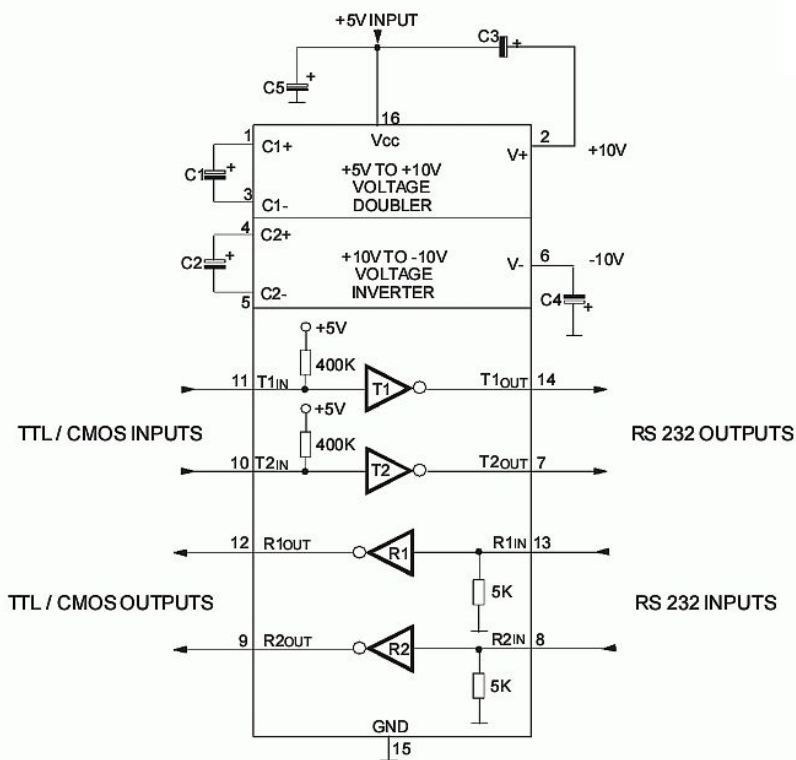 +5V INPUT
C3
+
+
C5
16
1
C1+
Vcc
2
+10V
V+
C1
+
+5V TO +10V
VOLTAGE
DOUBLER
3
C1-
4
C2+
C2
+
+10V TO -10V
VOLTAGE
INVERTER
V-
6
-10V
C2-
5
C4
+
+5V
400K
11
T1IN
T1
T1OUT
14
+5V
TTL / CMOS INPUTS
400K
RS 232 OUTPUTS
10
T2IN
T2
T2OUT
7
12
R1OUT
R1
R1IN
13
5K
TTL / CMOS OUTPUTS
RS 232 INPUTS
9
R2OUT
R2
R2IN
8
5K
GND
15